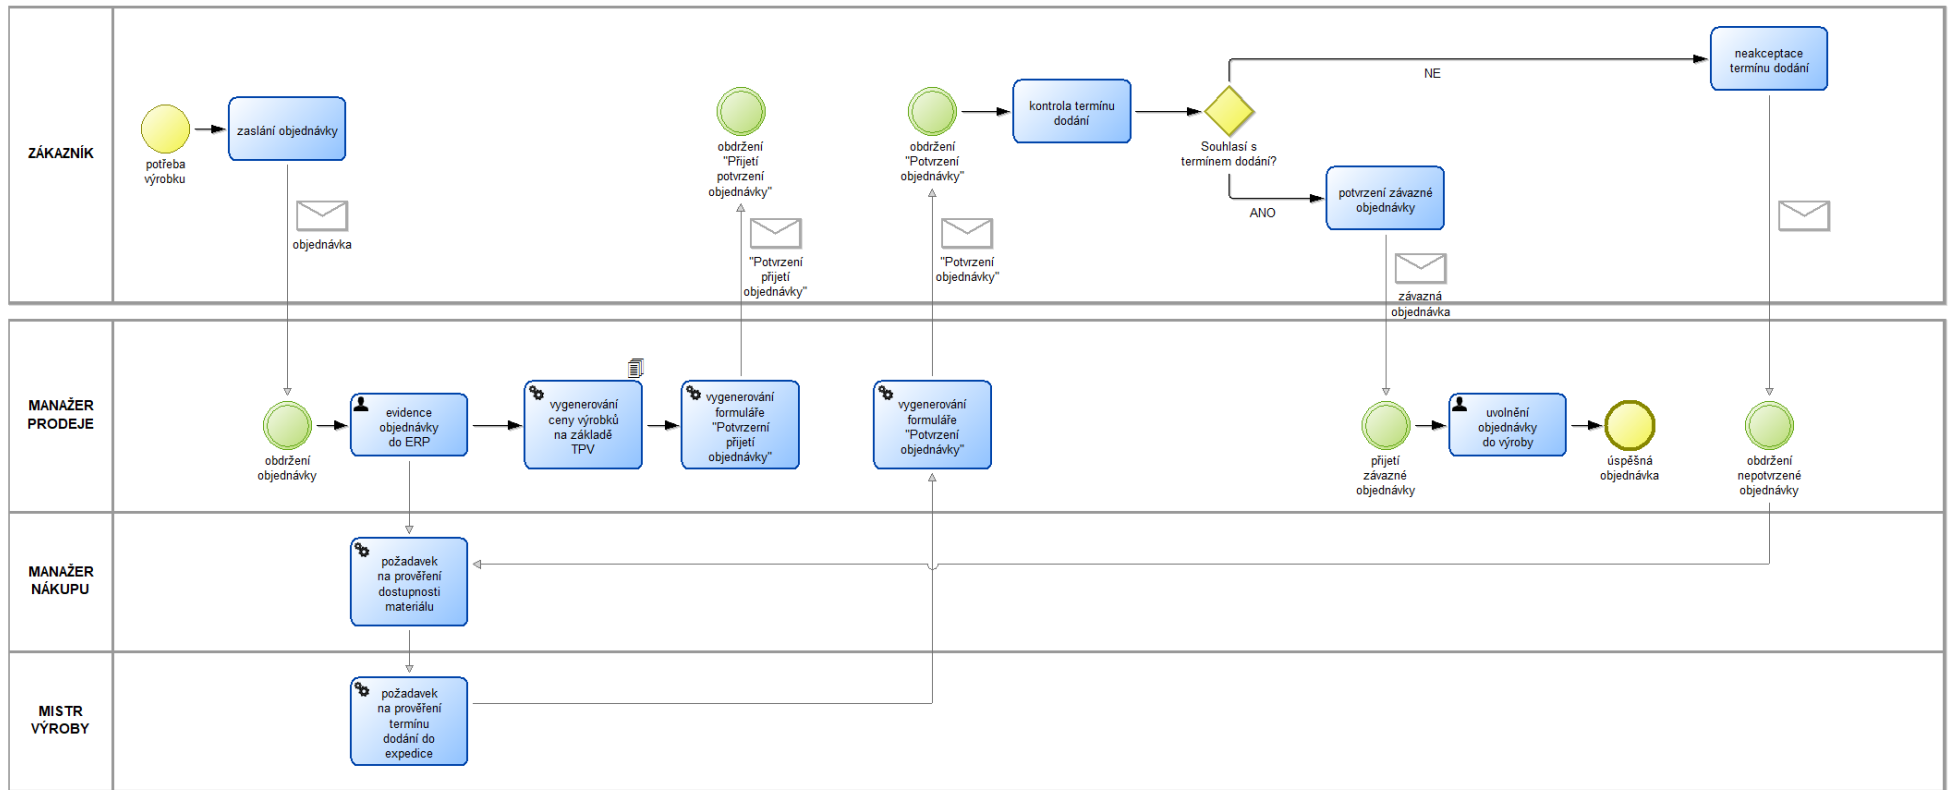 ZÁKAZNÍK
potřeba
výrobku
zaslání objednávky
objednávka
obdržení
"Přijetí
potvrzení
objednávky"
"Potvrzení
přijetí
objednávky"
obdržení
"Potvrzení
objednávky"
"Potvrzení
objednávky"
kontrola termínu
dodání
Souhlasí s
termínem dodání?
NE
ANO
potvrzení závazné
objednávky
závazná
objednávka
neakceptace
termínu dodání
MANAŽER
PRODEJE
obdržení
objednávky
evidence
objednávky
do ERP
vygenerování
ceny výrobků
na základě
TPV
vygenerování
formuláře
"Potvzerní
přijetí
objednávky"
vygenerování
formuláře
"Potvrzení
objednávky"
přijetí
závazné
objednávky
uvolnění
objednávky
do výroby
úspěšná
objednávka
obdržení
nepotvrzené
objednávky
MANAŽER
NÁKUPU
požadavek
na prověření
dostupnosti
materiálu
MISTR
VÝROBY
požadavek
na prověření
termínu
dodání do
expedice